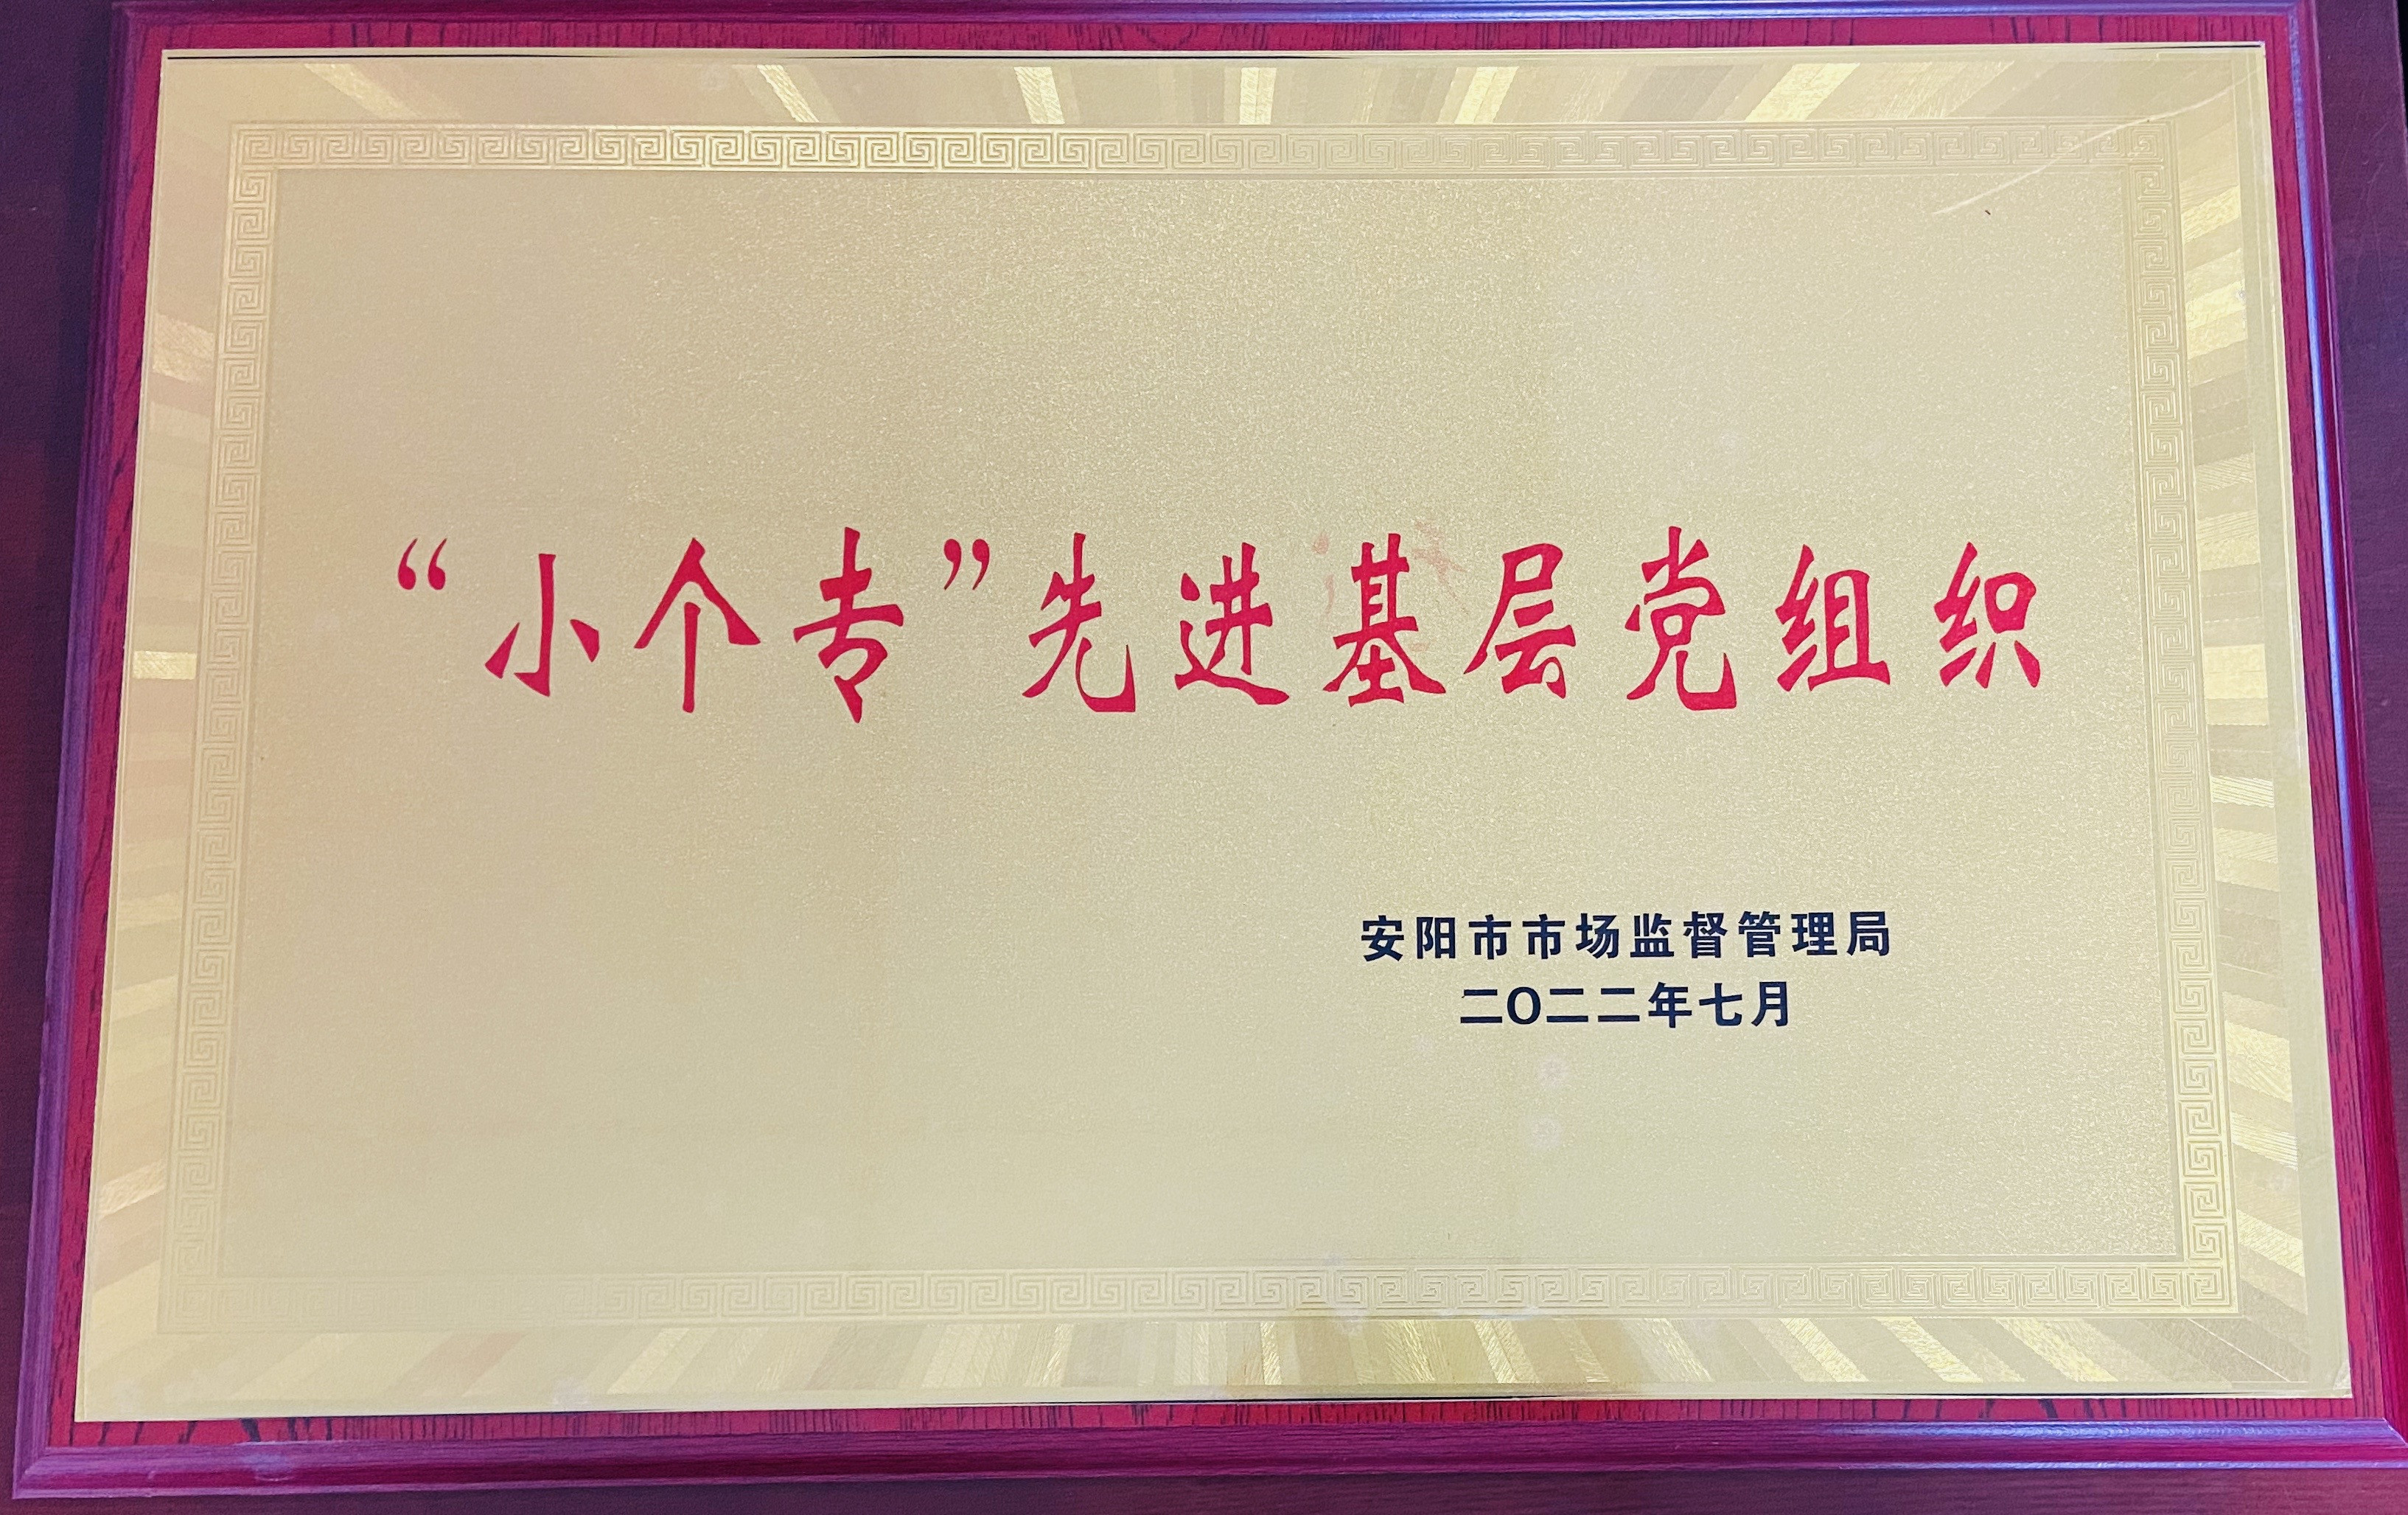 “小个专”先进基层党组织
安阳市市场监督管理局
二〇二二年七月